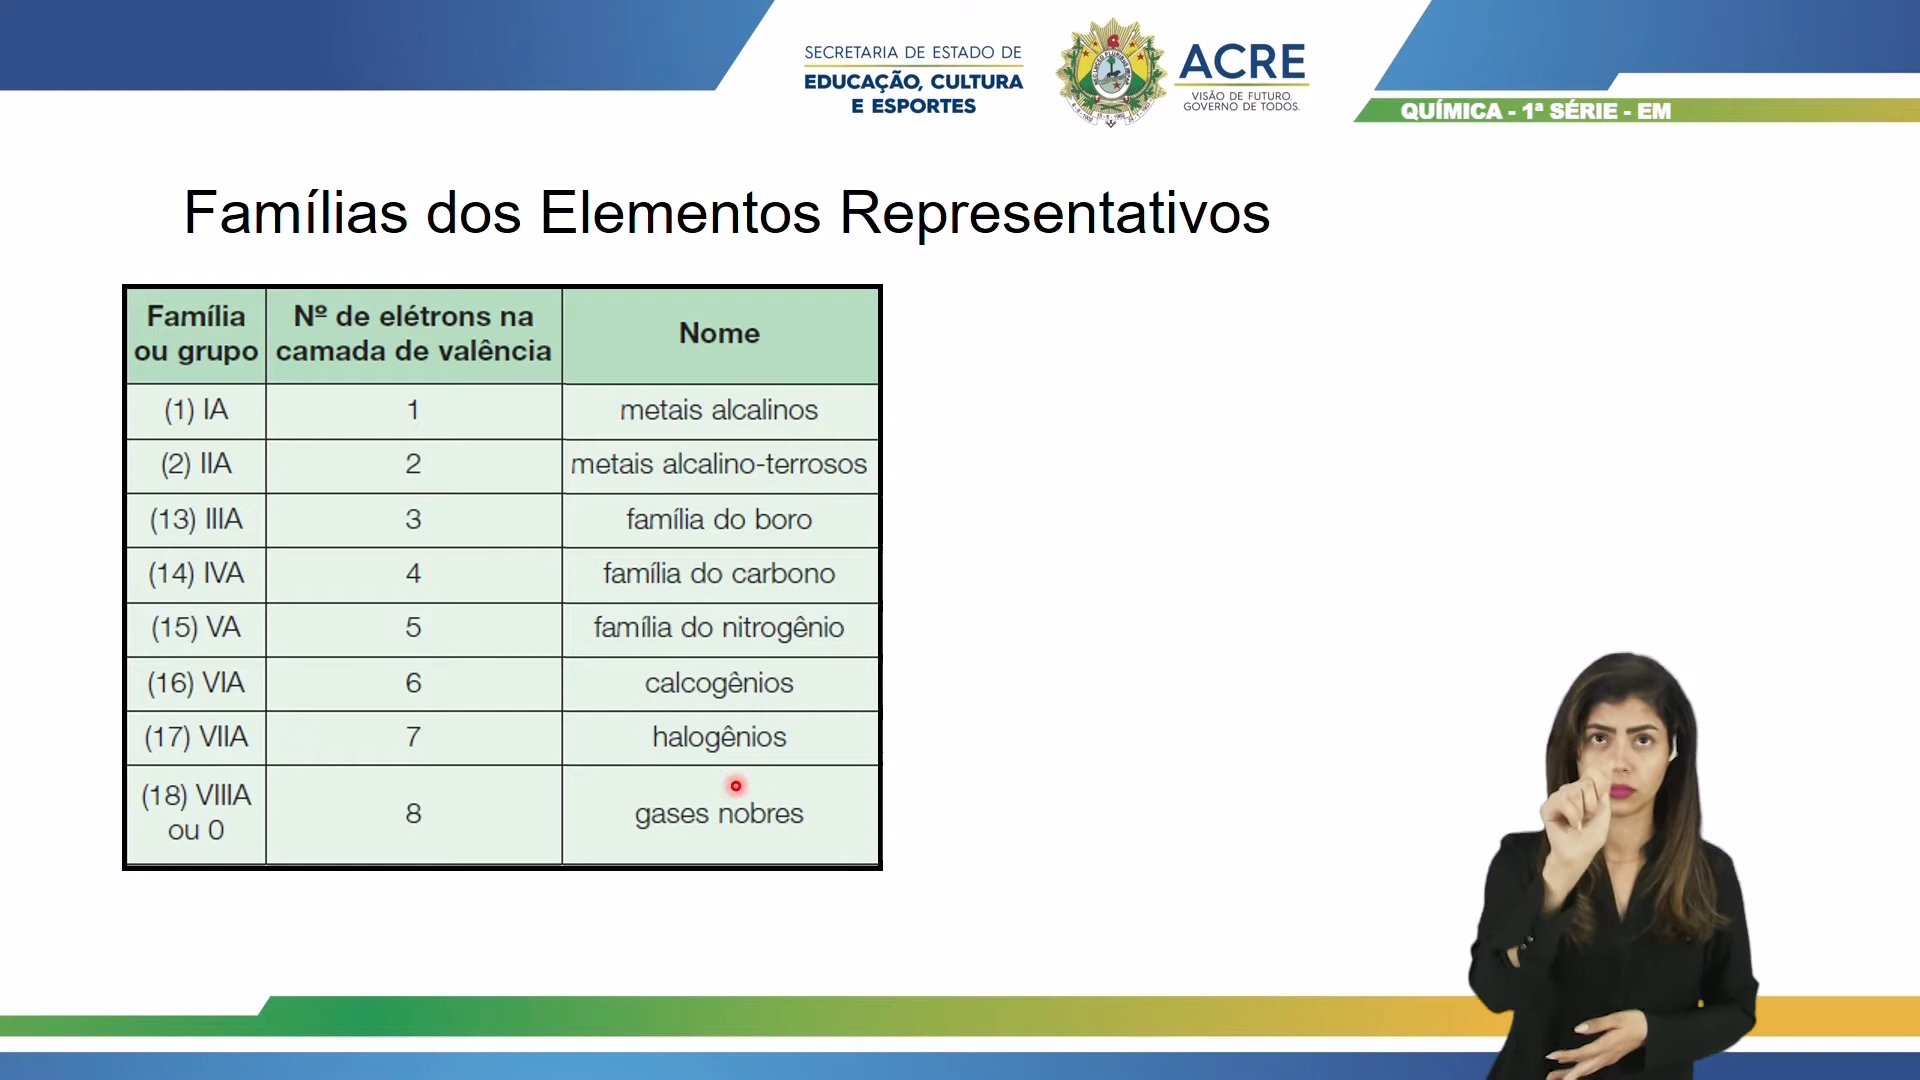 SECRETARIA DE ESTADO DE
EDUCAÇÃO, CULTURA
E ESPORTES
ACRE
VISÃO DE FUTURO.
GOVERNO DE TODOS.
QUÍMICA - 1ª SÉRIE - EM
Famílias dos Elementos Representativos
Família ou grupo
Nº de elétrons na camada de valência
Nome
(1) IA 1 metais alcalinos
(2) IIA 2 metais alcalino-terrosos
(13) IIIA 3 família do boro
(14) IVA 4 família do carbono
(15) VA 5 família do nitrogênio
(16) VIA 6 calcogênios
(17) VIIA 7 halogênios
(18) VIIIA ou 0 8 gases nobres